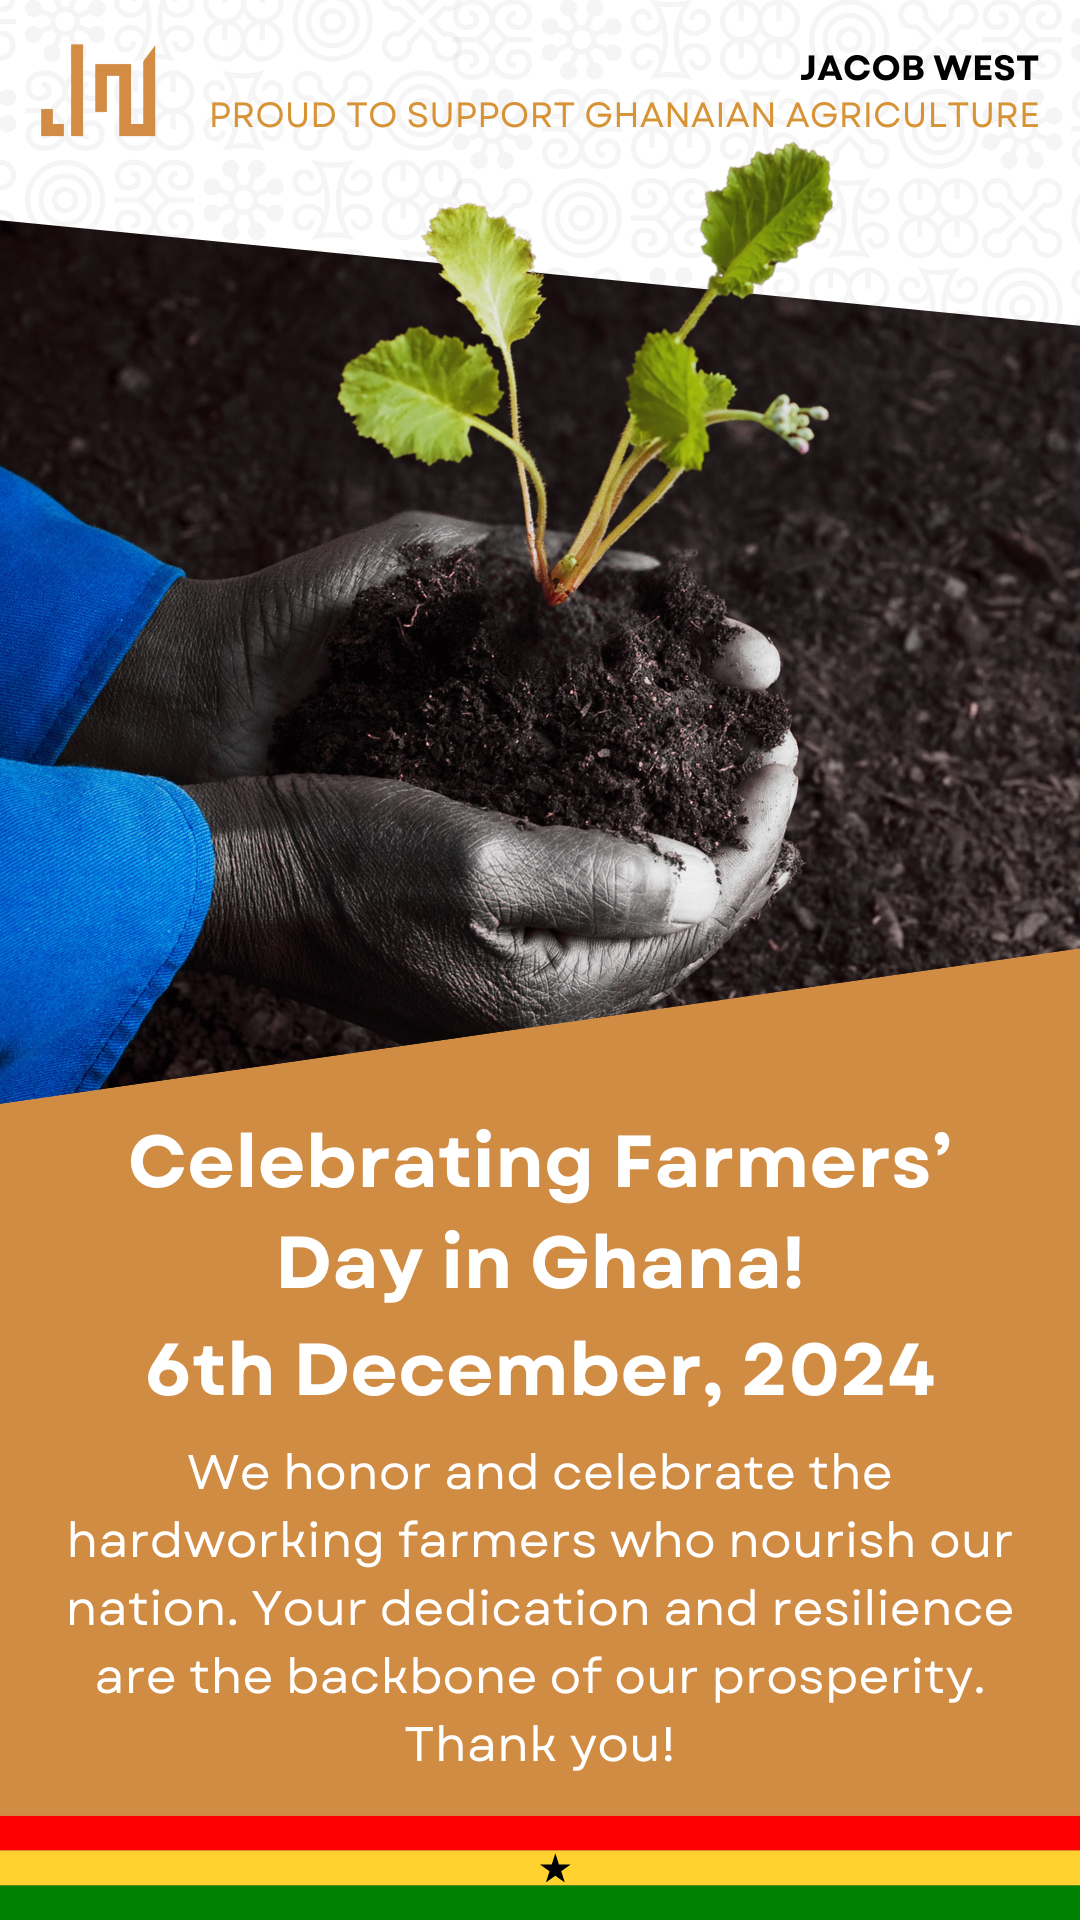 JACOB WEST
PROUD TO SUPPORT GHANAIAN AGRICULTURE
Celebrating Farmers’
Day in Ghana!
6th December, 2024
We honor and celebrate the
hardworking farmers who nourish our
nation. Your dedication and resilience
are the backbone of our prosperity.
Thank you!